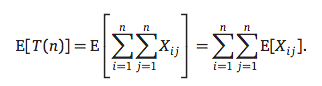 E[T(n)] = E[∑_{i=1}^{n} ∑_{j=1}^{n} X_{ij}] = ∑_{i=1}^{n} ∑_{j=1}^{n} E[X_{ij}].